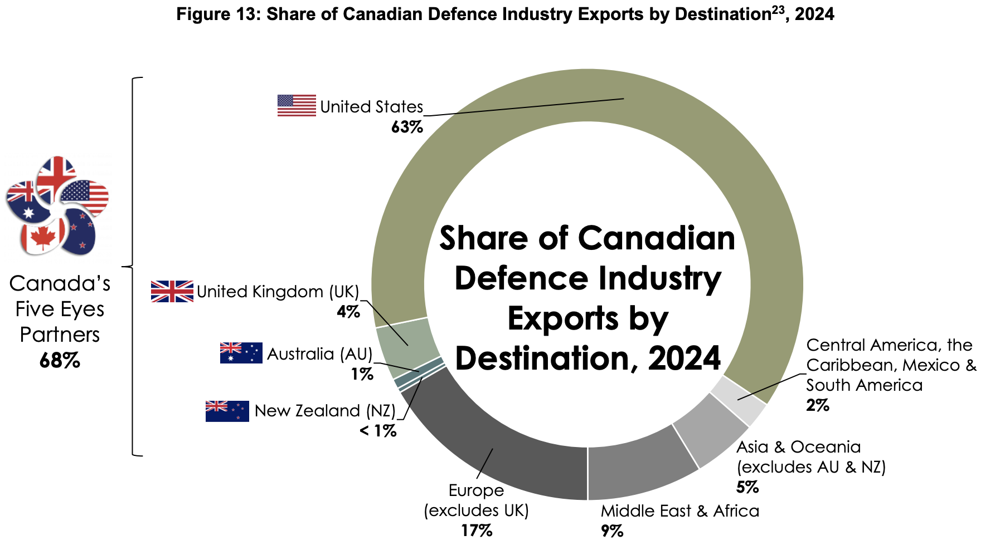 Figure 13: Share of Canadian Defence Industry Exports by Destination23, 2024
United States
63%
Canada's
Five Eyes
Partners
68%
United Kingdom (UK)
4%
Australia (AU)
1%
New Zealand (NZ)
< 1%
Share of Canadian
Defence Industry
Exports by
Destination, 2024
Central America, the
Caribbean, Mexico &
South America
2%
Asia & Oceania
(excludes AU & NZ)
5%
Europe
(excludes UK)
17%
Middle East & Africa
9%